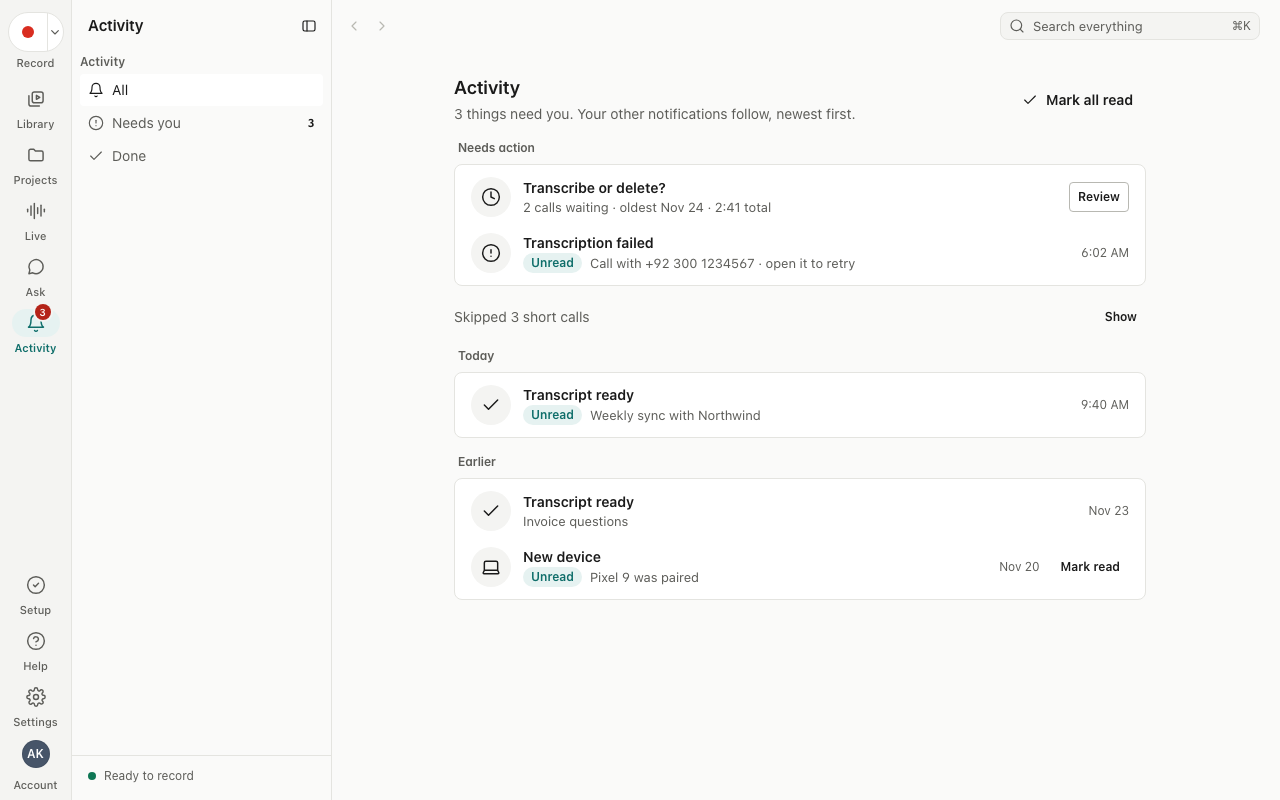 Record
Library
Projects
Live
Ask
3
Activity
Setup
Help
Settings
AK
Account
Activity
Activity
All
Needs you 3
Done
Ready to record
Search everything ⌘K
Activity
3 things need you. Your other notifications follow, newest first.
Mark all read
Needs action
Transcribe or delete?
2 calls waiting · oldest Nov 24 · 2:41 total
Review
Transcription failed
Unread Call with +92 300 1234567 · open it to retry
6:02 AM
Skipped 3 short calls
Show
Today
Transcript ready
Unread Weekly sync with Northwind
9:40 AM
Earlier
Transcript ready
Invoice questions
Nov 23
New device
Unread Pixel 9 was paired
Nov 20 Mark read